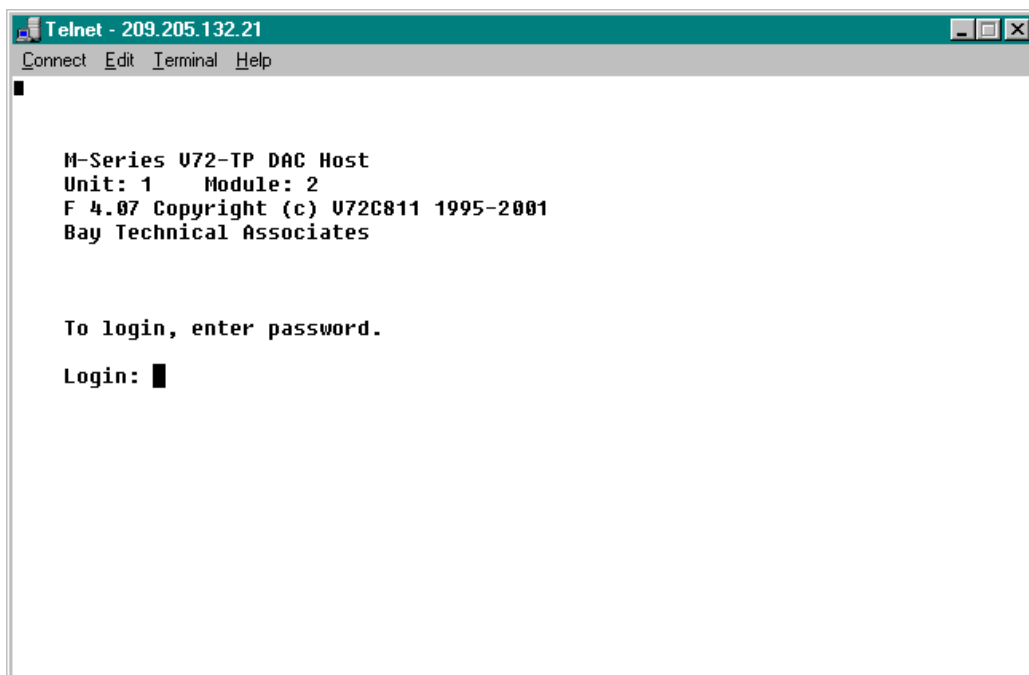 Telnet - 209.205.132.21
Connect Edit Terminal Help
M-Series V72-TP DAC Host
Unit: 1 Module: 2
F 4.07 Copyright (c) V72C811 1995-2001
Bay Technical Associates
To login, enter password.
Login: